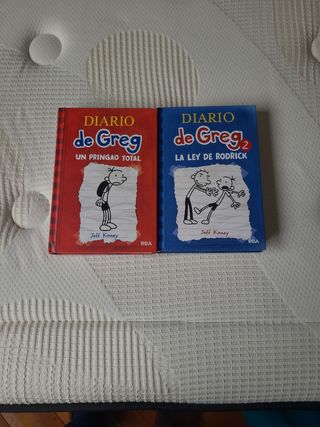 DIARIO
de Greg
UN PRINGAO TOTAL
Jeff Kinney
RBA
DIARIO
de Greg 2
LA LEY DE RODRICK
Jeff Kinney
RBA